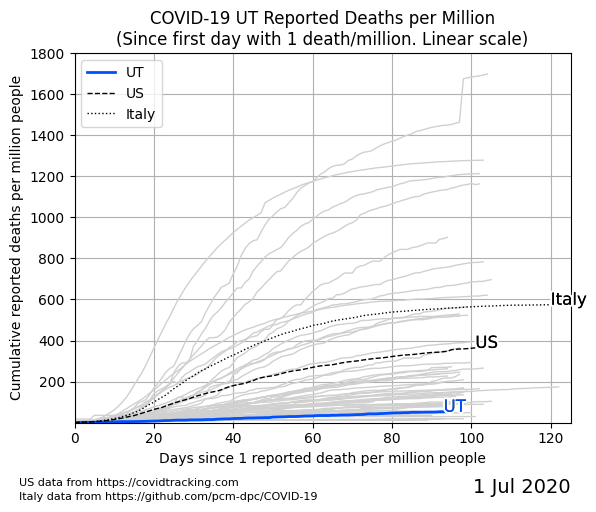 COVID-19 UT Reported Deaths per Million
(Since first day with 1 death/million. Linear scale)
Cumulative reported deaths per million people
1800
1600
1400
1200
1000
800
600
400
200
UT
US
Italy
Italy
US
UT
0
20
40
60
80
100
120
Days since 1 reported death per million people
US data from https://covidtracking.com
Italy data from https://github.com/pcm-dpc/COVID-19
1 Jul 2020